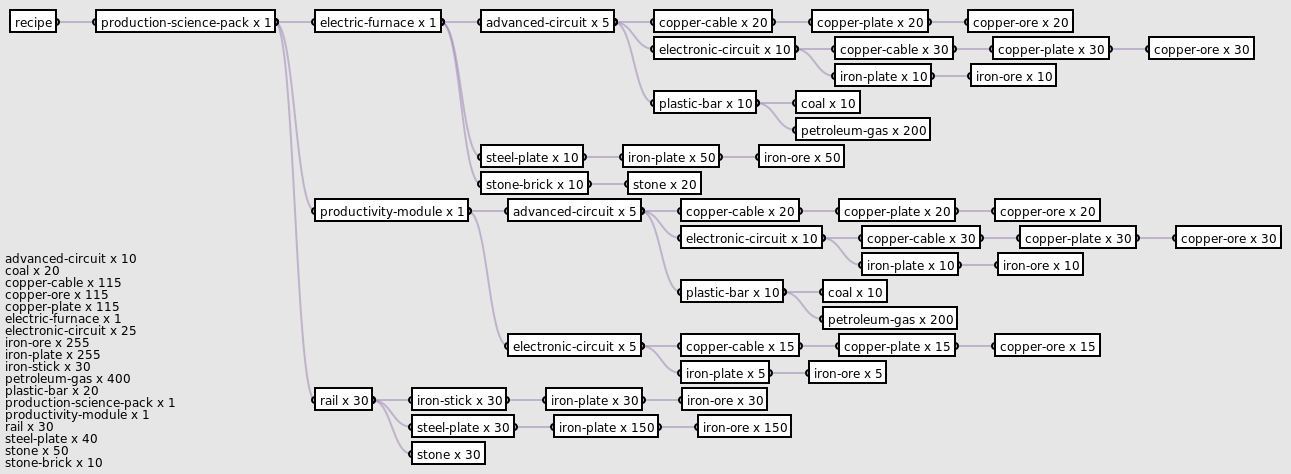 recipe
production-science-pack x 1
electric-furnace x 1
advanced-circuit x 5
copper-cable x 20
copper-plate x 20
copper-ore x 20
electronic-circuit x 10
copper-cable x 30
copper-plate x 30
copper-ore x 30
iron-plate x 10
iron-ore x 10
plastic-bar x 10
coal x 10
petroleum-gas x 200
steel-plate x 10
iron-plate x 50
iron-ore x 50
stone-brick x 10
stone x 20
productivity-module x 1
advanced-circuit x 5
copper-cable x 20
copper-plate x 20
copper-ore x 20
electronic-circuit x 10
copper-cable x 30
copper-plate x 30
copper-ore x 30
iron-plate x 10
iron-ore x 10
plastic-bar x 10
coal x 10
petroleum-gas x 200
electronic-circuit x 5
copper-cable x 15
copper-plate x 15
copper-ore x 15
iron-plate x 5
iron-ore x 5
rail x 30
iron-stick x 30
iron-plate x 30
iron-ore x 30
steel-plate x 30
iron-plate x 150
iron-ore x 150
stone x 30
advanced-circuit x 10
coal x 20
copper-cable x 115
copper-ore x 115
copper-plate x 115
electric-furnace x 1
electronic-circuit x 25
iron-ore x 255
iron-plate x 255
iron-stick x 30
petroleum-gas x 400
plastic-bar x 20
production-science-pack x 1
productivity-module x 1
rail x 30
steel-plate x 40
stone x 50
stone-brick x 10